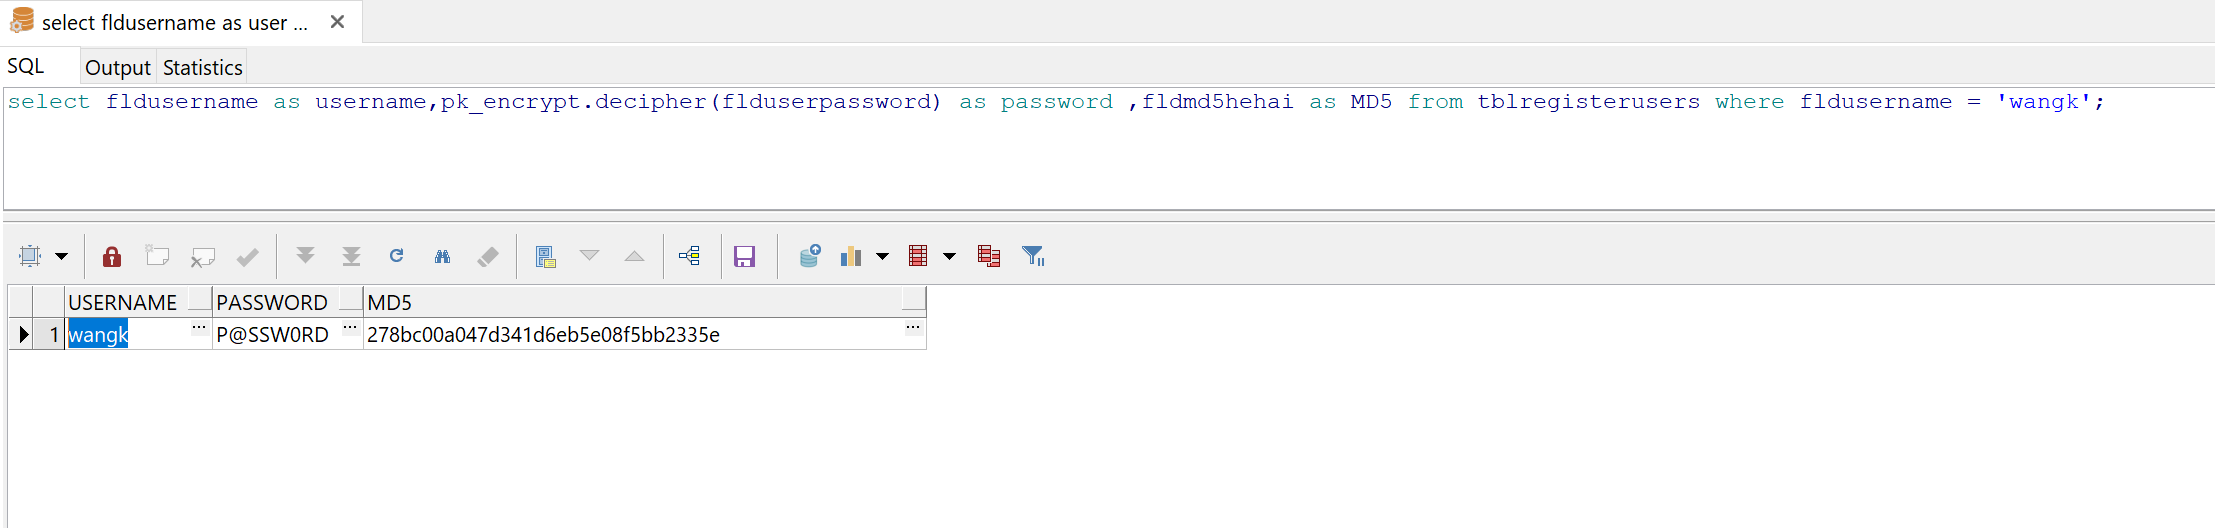 select fldusername as user ...
SQL
Output Statistics
select fldusername as username,pk_encrypt.decipher(flduserpassword) as password ,fldmd5hehai as MD5 from tblregisterusers where fldusername = 'wangk';
USERNAME PASSWORD MD5
1 wangk ... P@SSW0RD ... 278bc00a047d341d6eb5e08f5bb2335e ...